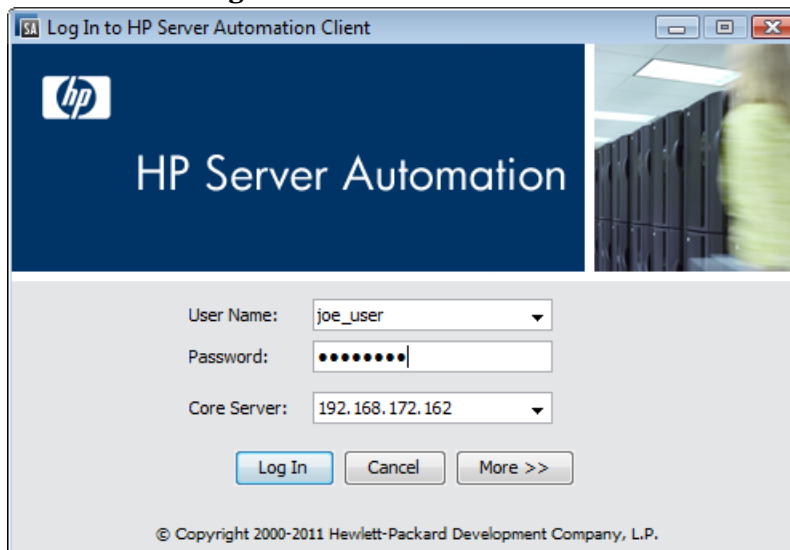 SA Log In to HP Server Automation Client
hp
HP Server Automation
User Name: joe_user
Password: ••••••••
Core Server: 192.168.172.162
Log In Cancel More >>
© Copyright 2000-2011 Hewlett-Packard Development Company, L.P.